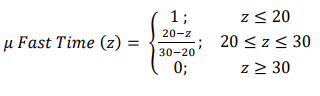 1; z ≤ 20
μ Fast Time (z) = { (20−z)/(30−20); 20 ≤ z ≤ 30
0; z ≥ 30